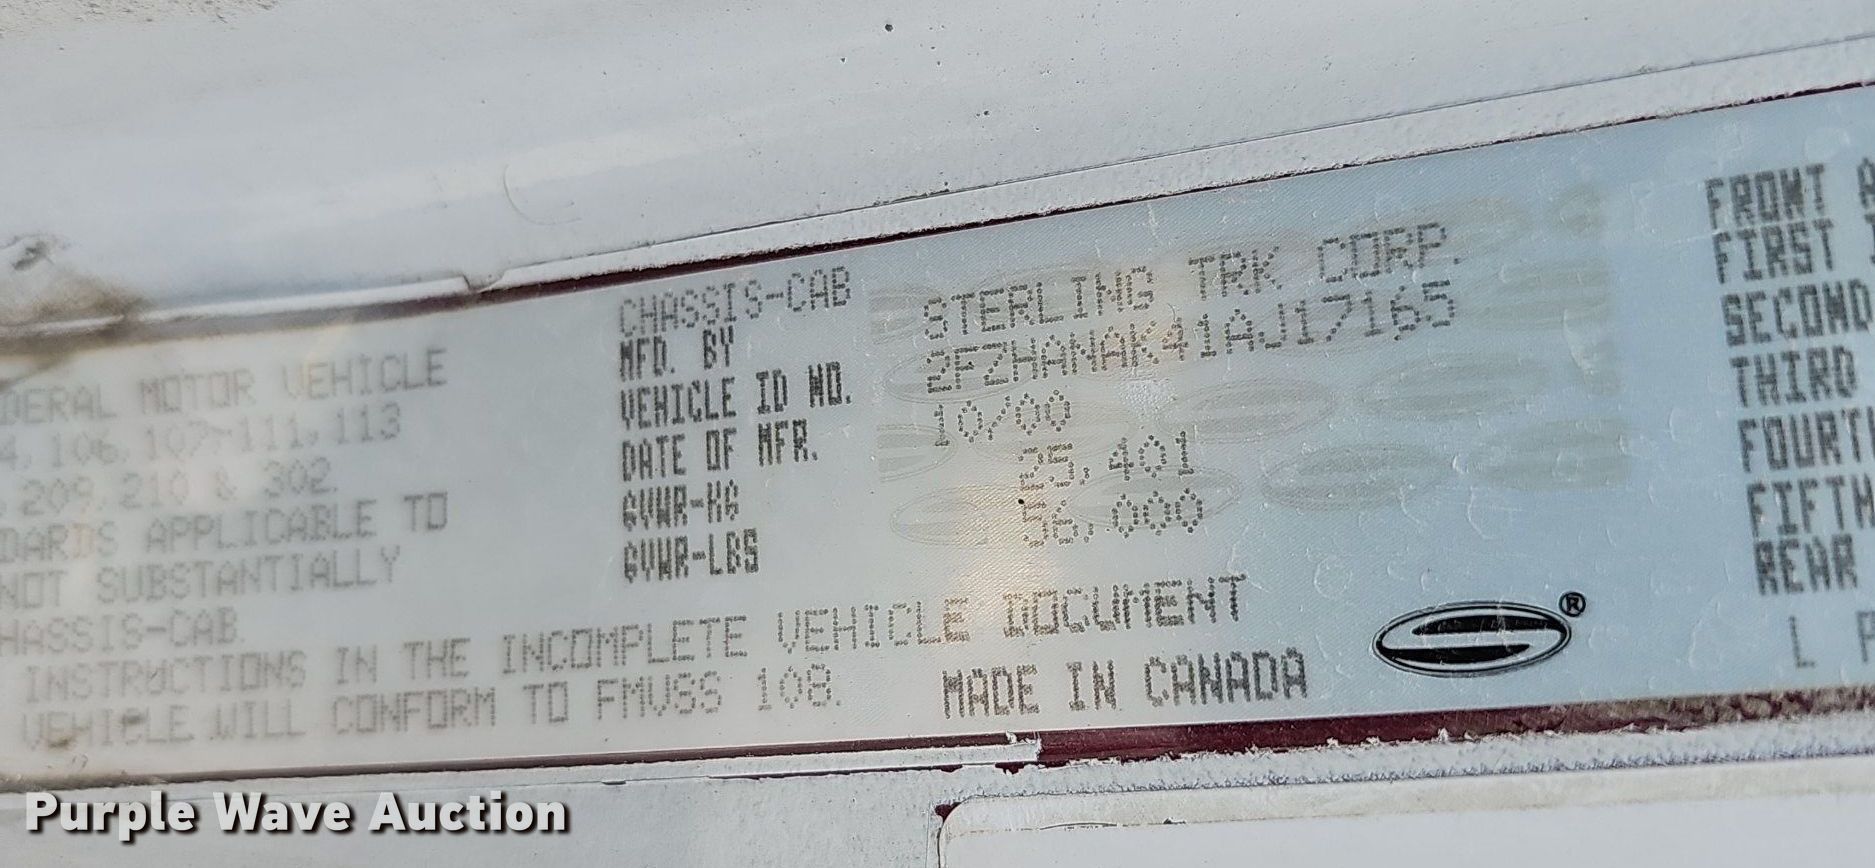 DERAL MOTOR VEHICLE
4, 106, 107, 111, 113
, 209, 210 & 302
DARDS APPLICABLE TO
NOT SUBSTANTIALLY
HASSIS-CAB.
INSTRUCTIONS IN THE INCOMPLETE VEHICLE DOCUMENT
VEHICLE WILL CONFORM TO FMVSS 108.
CHASSIS-CAB
MFD. BY STERLING TRK CORP.
VEHICLE ID NO. 2FZHANAK41AJ17165
DATE OF MFR. 10/00
GVWR-KG 25,401
GVWR-LBS 56,000
MADE IN CANADA
®
FRONT
FIRST
SECOND
THIRD
FOURT
FIFTH
REAR
L P
Purple Wave Auction